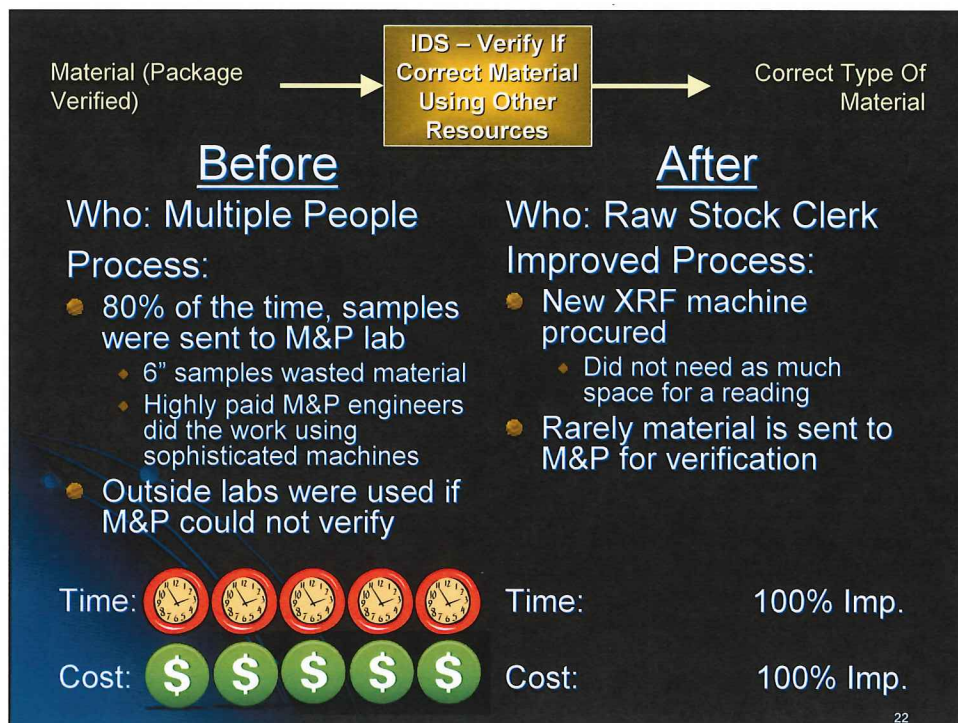 Material (Package
Verified)
IDS – Verify If
Correct Material
Using Other
Resources
Correct Type Of
Material
Before
Who: Multiple People
Process:
80% of the time, samples
were sent to M&P lab
6” samples wasted material
Highly paid M&P engineers
did the work using
sophisticated machines
Outside labs were used if
M&P could not verify
Time:
Cost:
$ $ $ $ $
After
Who: Raw Stock Clerk
Improved Process:
New XRF machine
procured
Did not need as much
space for a reading
Rarely material is sent to
M&P for verification
Time: 100% Imp.
Cost: 100% Imp.
22